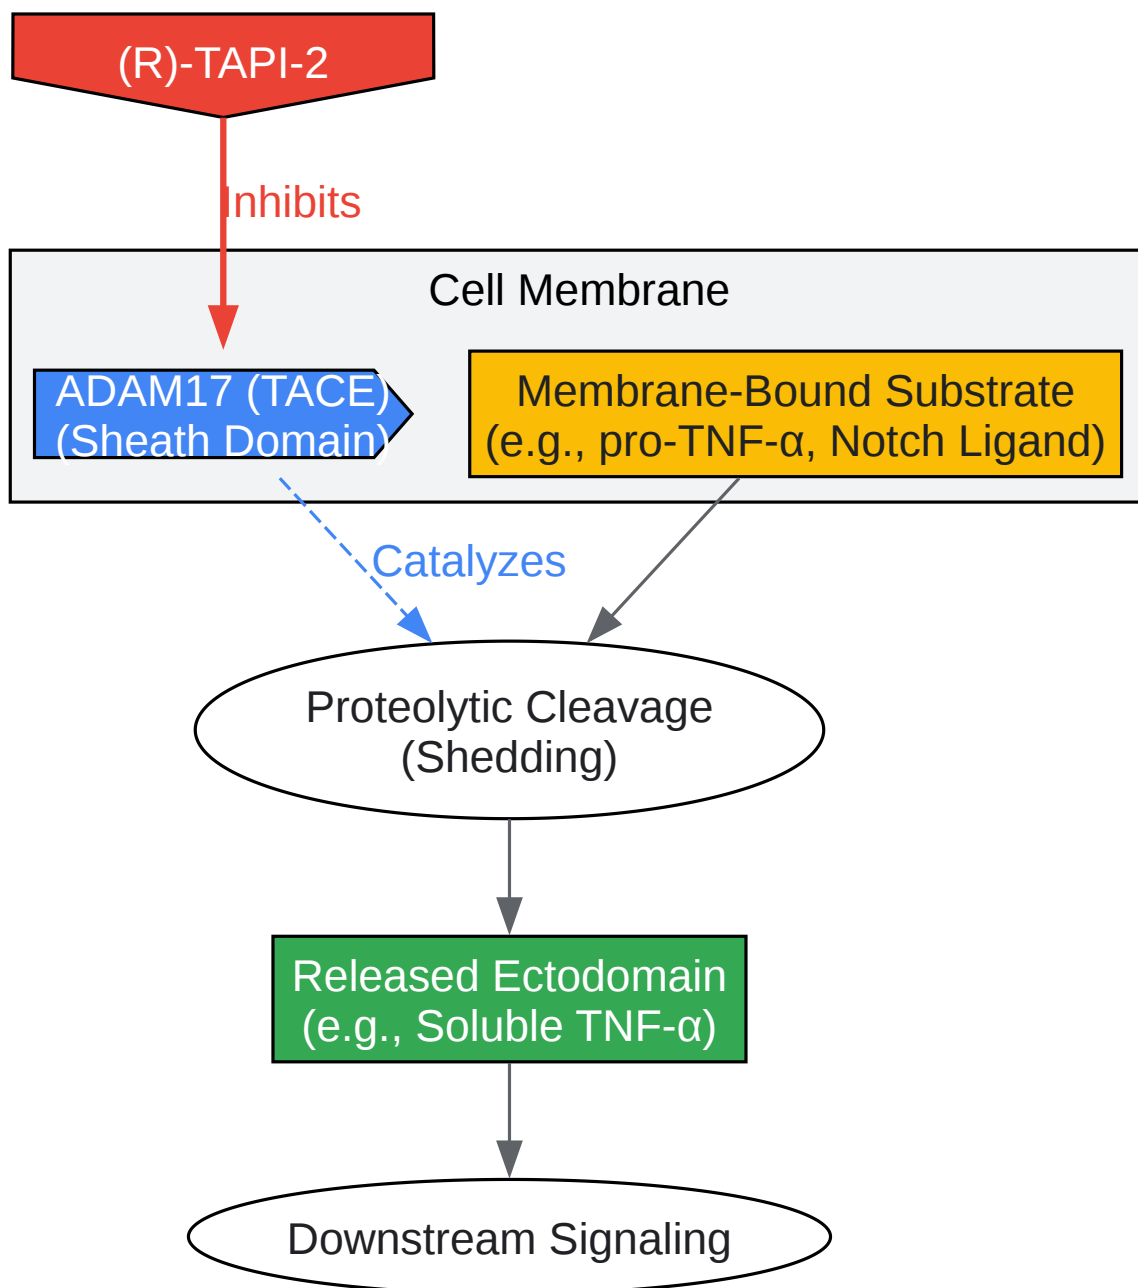 (R)-TAPI-2
Inhibits
Cell Membrane
ADAM17 (TACE)
(Sheath Domain)
Membrane-Bound Substrate
(e.g., pro-TNF-α, Notch Ligand)
Catalyzes
Proteolytic Cleavage
(Shedding)
Released Ectodomain
(e.g., Soluble TNF-α)
Downstream Signaling